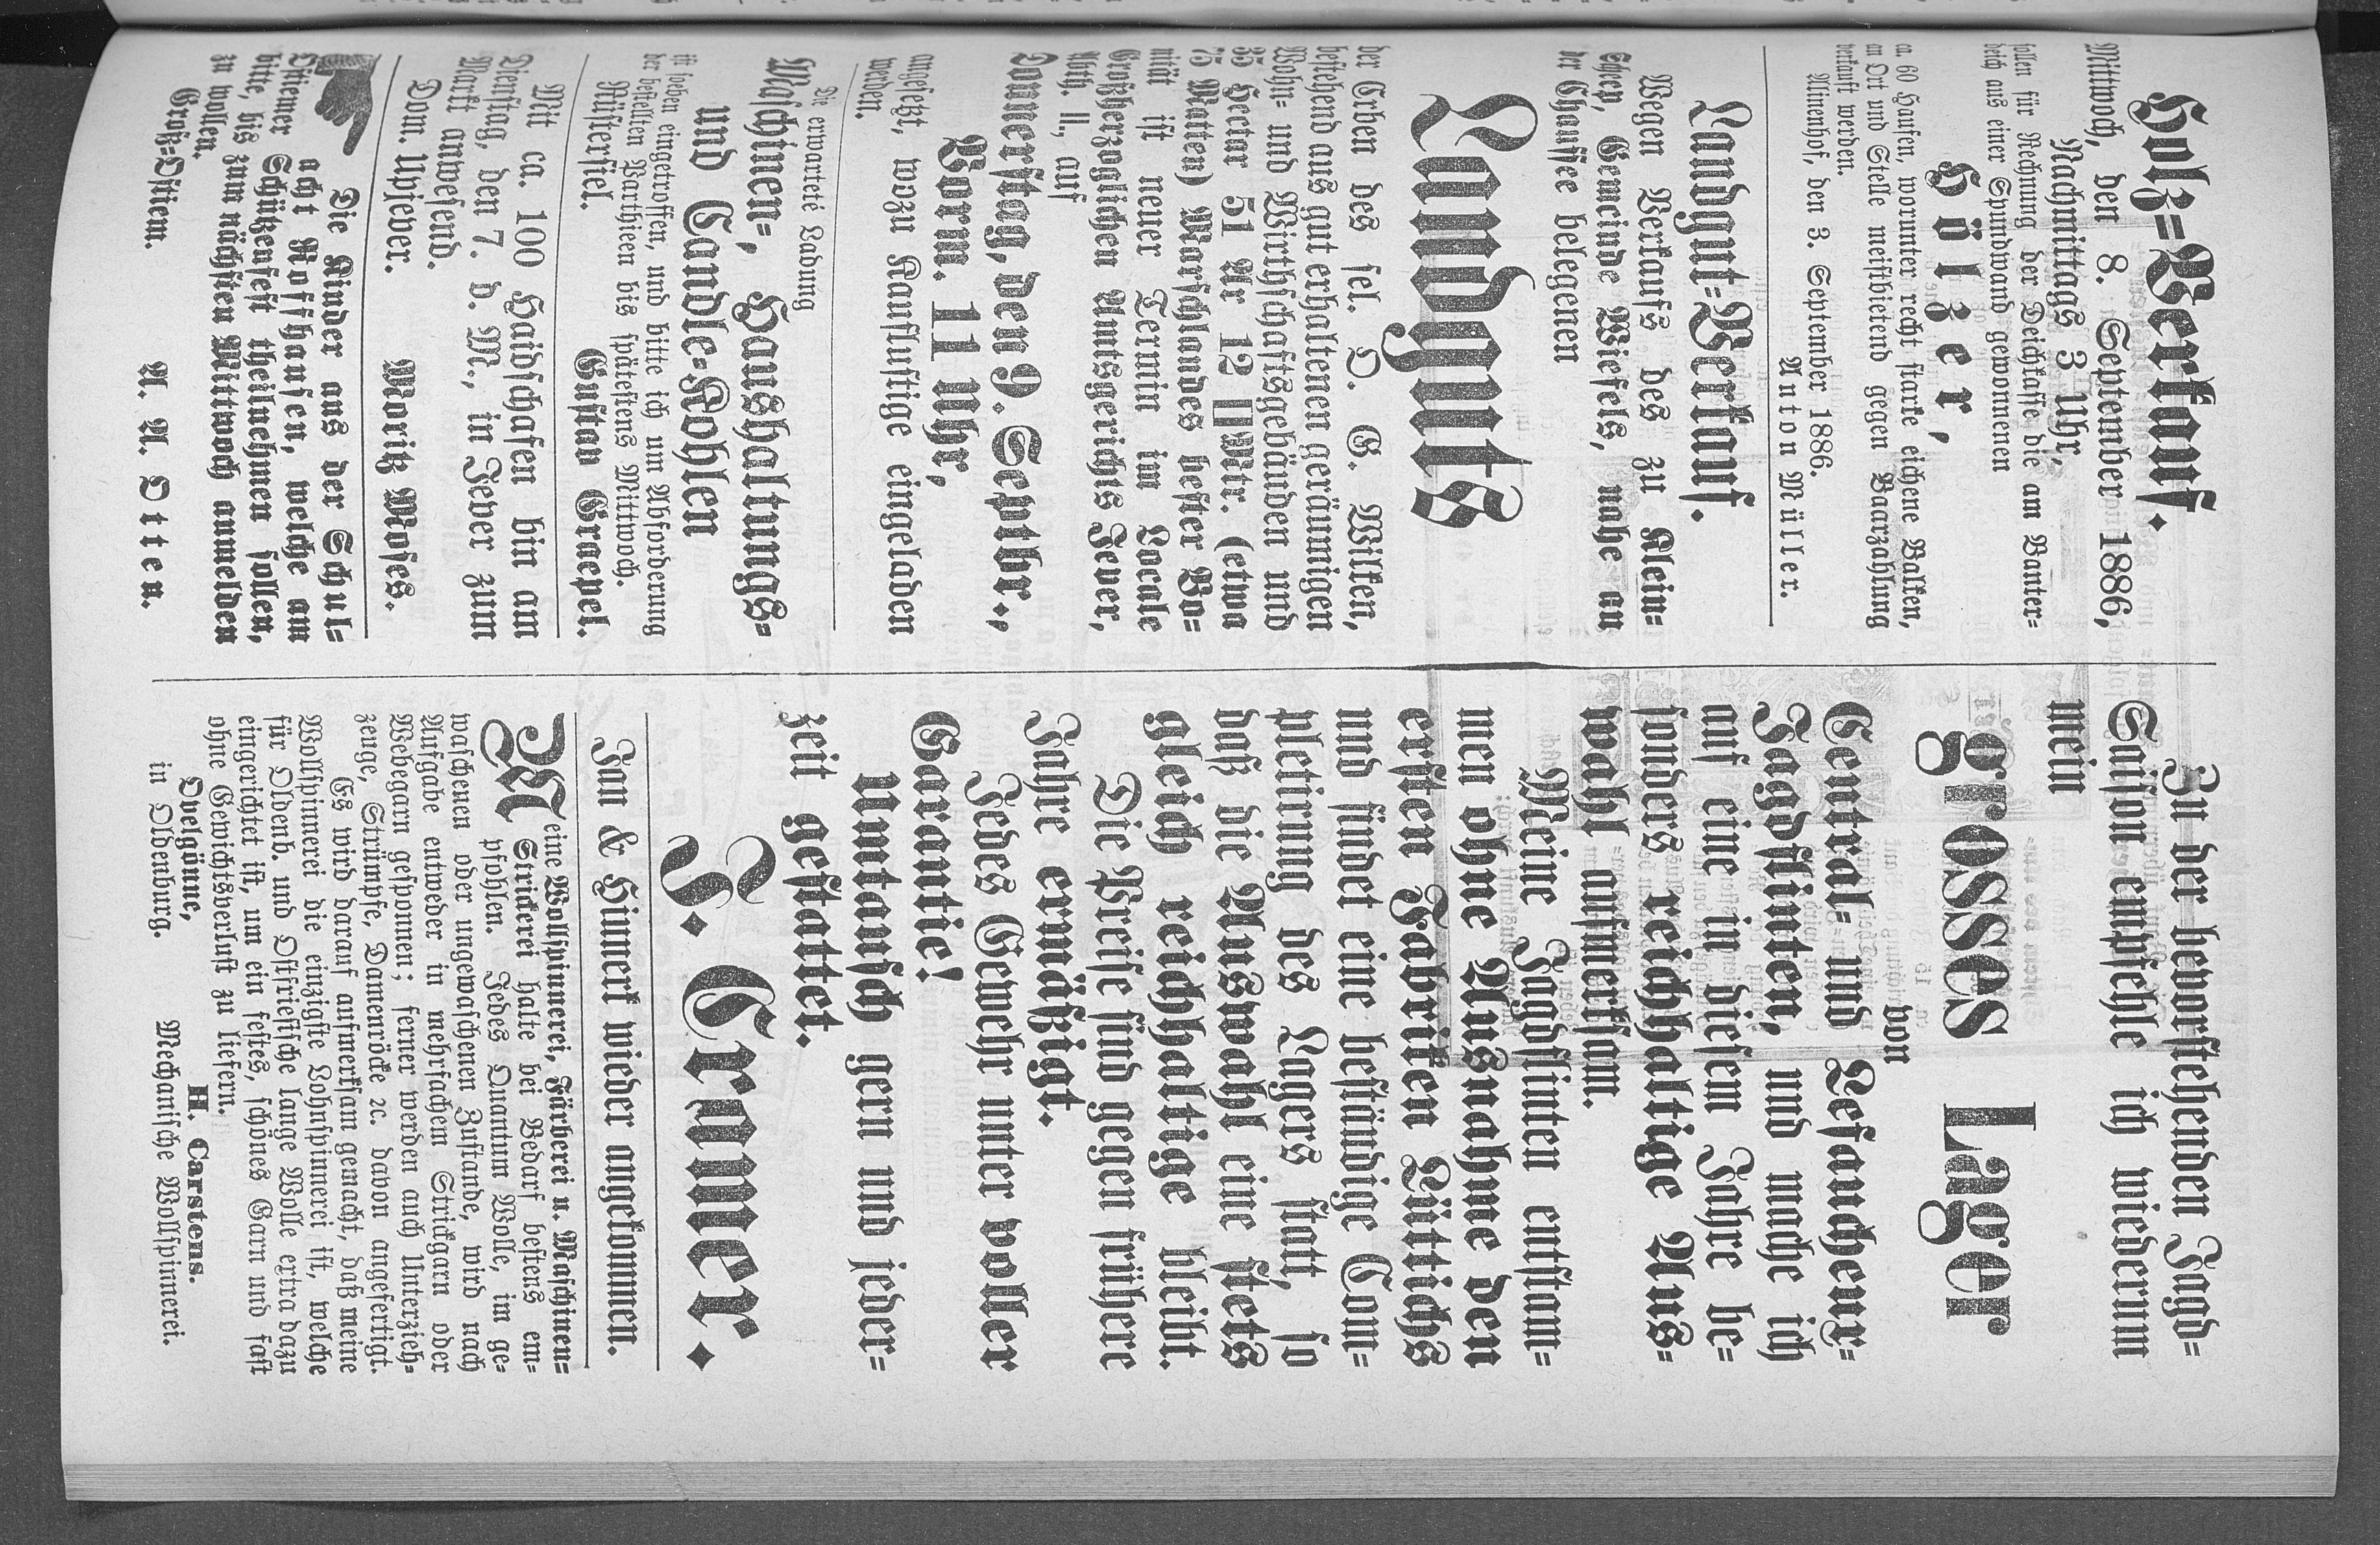 Holz=Verkauf.
Mittwoch, den 8. September 1886,
Nachmittags 3 Uhr,
sollen für Rechnung der Deichkasse die am Banter=
deich aus einer Spundwand gewonnenen
Hölzer,
ca. 60 Haufen, worunter recht starke eichene Balken,
an Ort und Stelle meistbietend gegen Baarzahlung
verkauft werden.
Altnenhof, den 3. September 1886.
Anton Müller.
Landgut=Verkauf.
Wegen Verkaufs des zu Klein=
Scheep, Gemeinde Wiefels, nahe an
der Chaussee belegenen
Landguts
der Erben des sel. D. E. Wilken,
bestehend aus gut erhaltenen geräumigen
Wohn= und Wirthschaftsgebäuden und
35 Hectar 51 Ar 12 □Mtr. (etwa
75 Matten) Marschlandes bester Bo=
nität ist neuer Termin im Locale
Großherzoglichen Amtsgerichts Jever,
Abth. II., auf
Donnerstag, den 9. Septbr.,
Vorm. 11 Uhr,
angesetzt, wozu Kauflustige eingeladen
werden.
Die erwartete Ladung
Maschinen=, Haushaltungs=
und Candle=Kohlen
ist soeben eingetroffen, und bitte ich um Abforderung
der bestellten Parthieen bis spätestens Mittwoch.
Rüstersiel. Gustav Graepel.
Mit ca. 100 Haidschafen bin am
Dienstag, den 7. d. M., in Jever zum
Markt anwesend.
Dom. Upjever. Moritz Moses.
Die Kinder aus der Schul=
acht Roffhausen, welche am
Ostiemer Schützenfest theilnehmen sollen,
bitte, bis zum nächsten Mittwoch anmelden
zu wollen.
Groß=Ostiem. A. A. Otten.
Zu der bevorstehenden Jagd=
Saison empfehle ich wiederum
mein
grosses Lager
von
Central= und Lefaucheux=
Jagdflinten, und mache ich
auf eine in diesem Jahre be=
sonders reichhaltige Aus=
wahl aufmerksam.
Meine Jagdflinten entstam=
men ohne Ausnahme den
ersten Fabriken Lüttichs
und findet eine beständige Com=
pletirung des Lagers statt, so
daß die Auswahl eine stets
gleich reichhaltige bleibt.
Die Preise sind gegen frühere
Jahre ermäßigt.
Jedes Gewehr unter voller
Garantie!
Umtausch gern und jeder=
zeit gestattet.
L. Cramer.
Jan & Hinnerk wieder angekommen.
Meine Wollspinnerei, Färberei u. Maschinen=
Strickerei halte bei Bedarf bestens em=
pfohlen. Jedes Quantum Wolle, im ge=
waschenen oder ungewaschenen Zustande, wird nach
Aufgabe entweder in mehrfachem Strickgarn oder
Webegarn gesponnen; ferner werden auch Unterzieh=
zeuge, Strümpfe, Damenröcke ꝛc. davon angefertigt.
Es wird darauf aufmerksam gemacht, daß meine
Wollspinnerei die einzigste Lohnspinnerei ist, welche
für Oldenb. und Ostfriesische lange Wolle extra dazu
eingerichtet ist, um ein festes, schönes Garn und fast
ohne Gewichtsverlust zu liefern.
Ovelgönne, H. Carstens.
in Oldenburg. Mechanische Wollspinnerei.